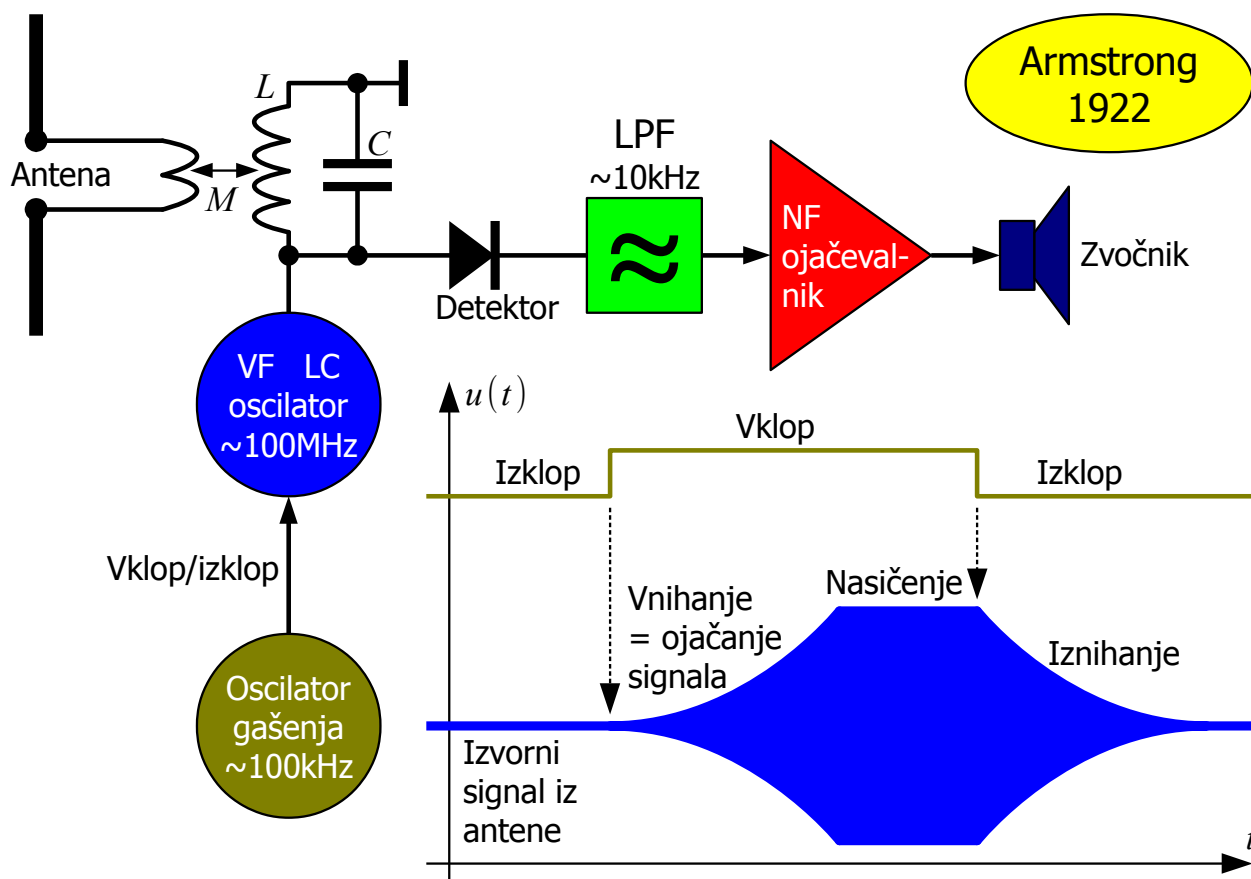 Armstrong
1922
L
C
M
Antena
LPF
~10kHz
NF
ojačeval-
nik
Zvočnik
Detektor
VF LC
oscilator
~100MHz
Vklop/izklop
Oscilator
gašenja
~100kHz
u(t)
Vklop
Izklop
Izklop
Vnihanje
= ojačanje
signala
Nasičenje
Iznihanje
Izvorni
signal iz
antene
t